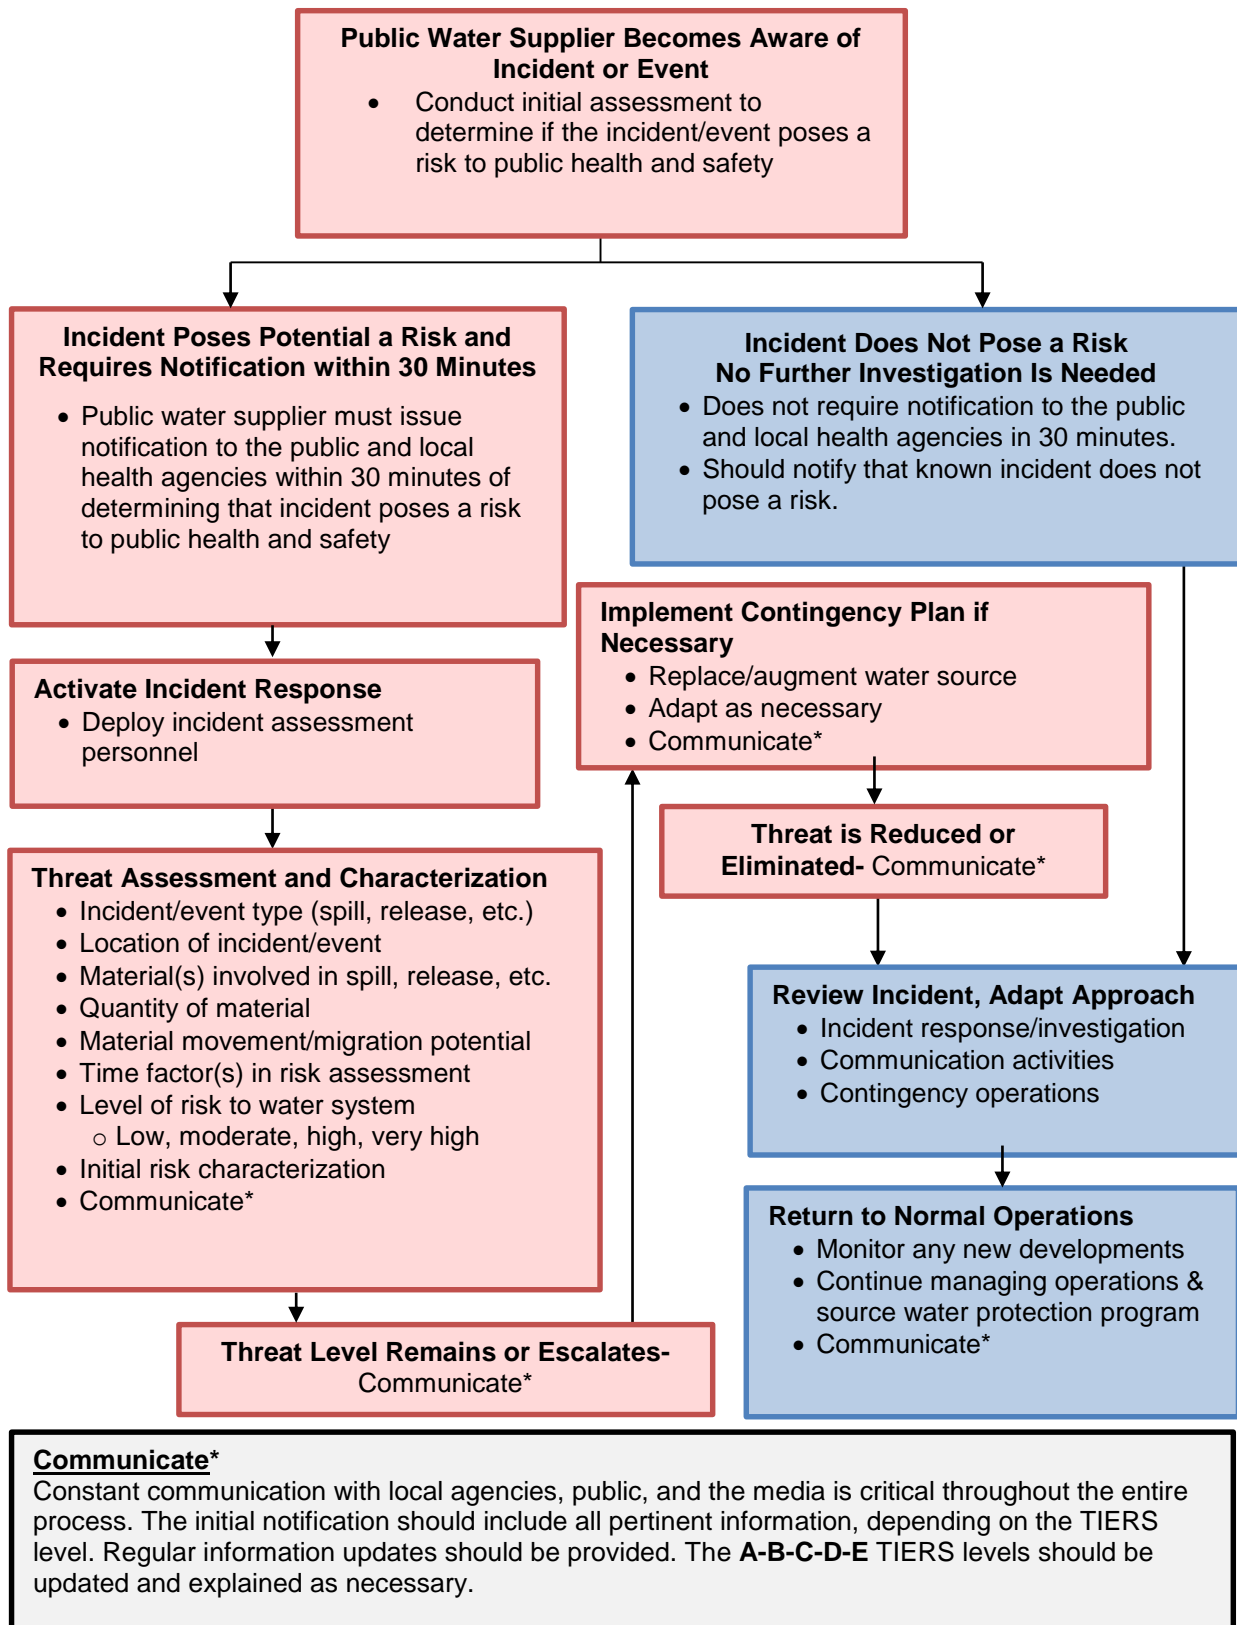 Public Water Supplier Becomes Aware of
Incident or Event
• Conduct initial assessment to
determine if the incident/event poses a
risk to public health and safety
Incident Poses Potential a Risk and
Requires Notification within 30 Minutes
• Public water supplier must issue
notification to the public and local
health agencies within 30 minutes of
determining that incident poses a risk
to public health and safety
Incident Does Not Pose a Risk
No Further Investigation Is Needed
• Does not require notification to the public
and local health agencies in 30 minutes.
• Should notify that known incident does not
pose a risk.
Activate Incident Response
• Deploy incident assessment
personnel
Threat Assessment and Characterization
• Incident/event type (spill, release, etc.)
• Location of incident/event
• Material(s) involved in spill, release, etc.
• Quantity of material
• Material movement/migration potential
• Time factor(s) in risk assessment
• Level of risk to water system
o Low, moderate, high, very high
• Initial risk characterization
• Communicate*
Threat Level Remains or Escalates-
Communicate*
Implement Contingency Plan if
Necessary
• Replace/augment water source
• Adapt as necessary
• Communicate*
Threat is Reduced or
Eliminated- Communicate*
Review Incident, Adapt Approach
• Incident response/investigation
• Communication activities
• Contingency operations
Return to Normal Operations
• Monitor any new developments
• Continue managing operations &
source water protection program
• Communicate*
Communicate*
Constant communication with local agencies, public, and the media is critical throughout the entire
process. The initial notification should include all pertinent information, depending on the TIERS
level. Regular information updates should be provided. The A-B-C-D-E TIERS levels should be
updated and explained as necessary.